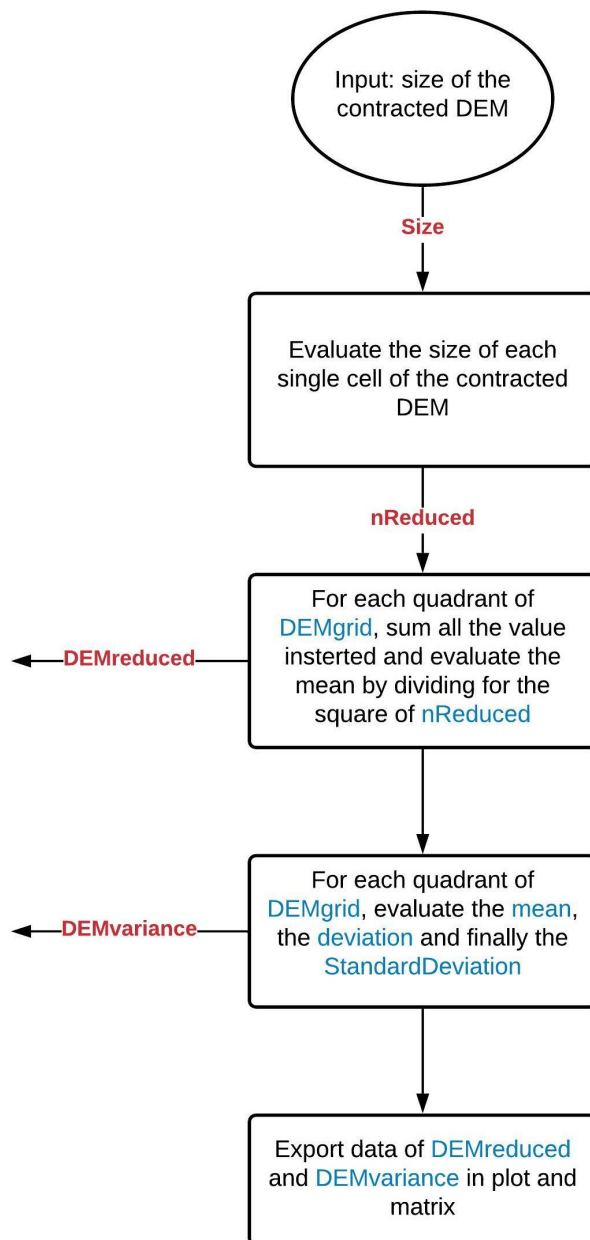 Input: size of the
contracted DEM
Size
Evaluate the size of each
single cell of the contracted
DEM
nReduced
For each quadrant of
DEMgrid, sum all the value
insterted and evaluate the
mean by dividing for the
square of nReduced
DEMreduced
For each quadrant of
DEMgrid, evaluate the mean,
the deviation and finally the
StandardDeviation
DEMvariance
Export data of DEMreduced
and DEMvariance in plot and
matrix